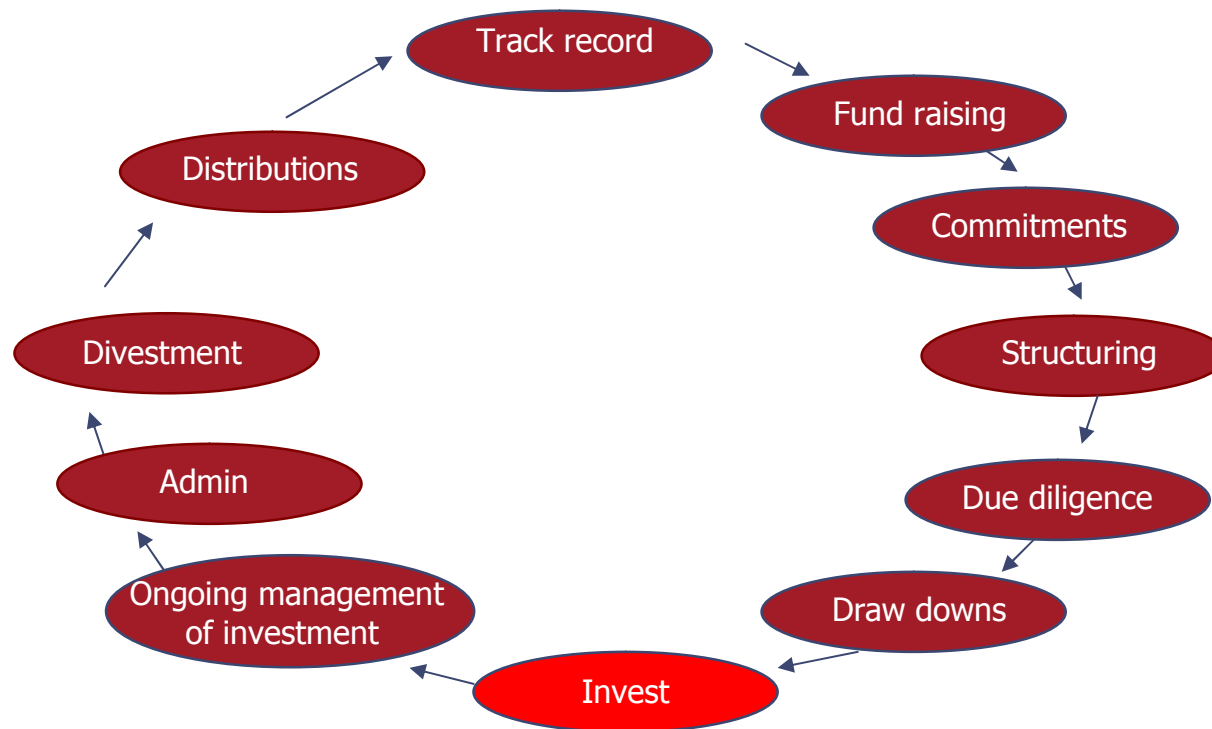 Track record
Fund raising
Commitments
Structuring
Due diligence
Draw downs
Invest
Ongoing management
of investment
Admin
Divestment
Distributions